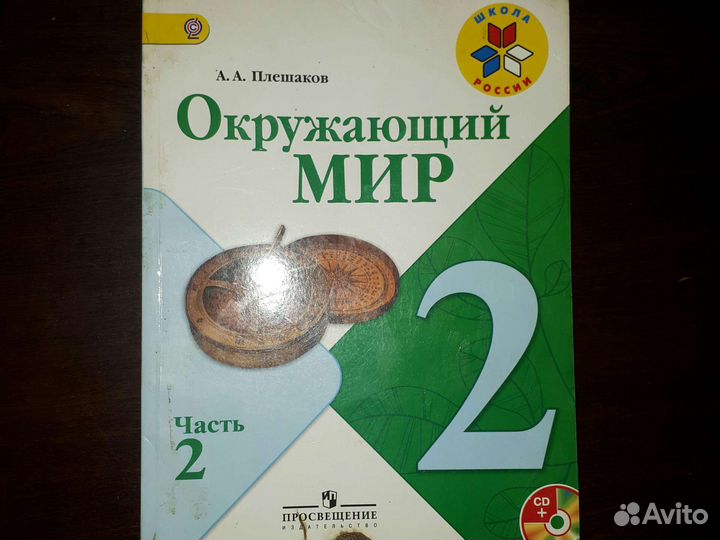 ШКОЛА
РОССИИ
А. А. Плешаков
Окружающий
МИР
2
Часть
2
ПРОСВЕЩЕНИЕ
ИЗДАТЕЛЬСТВО
CD
+
Avito